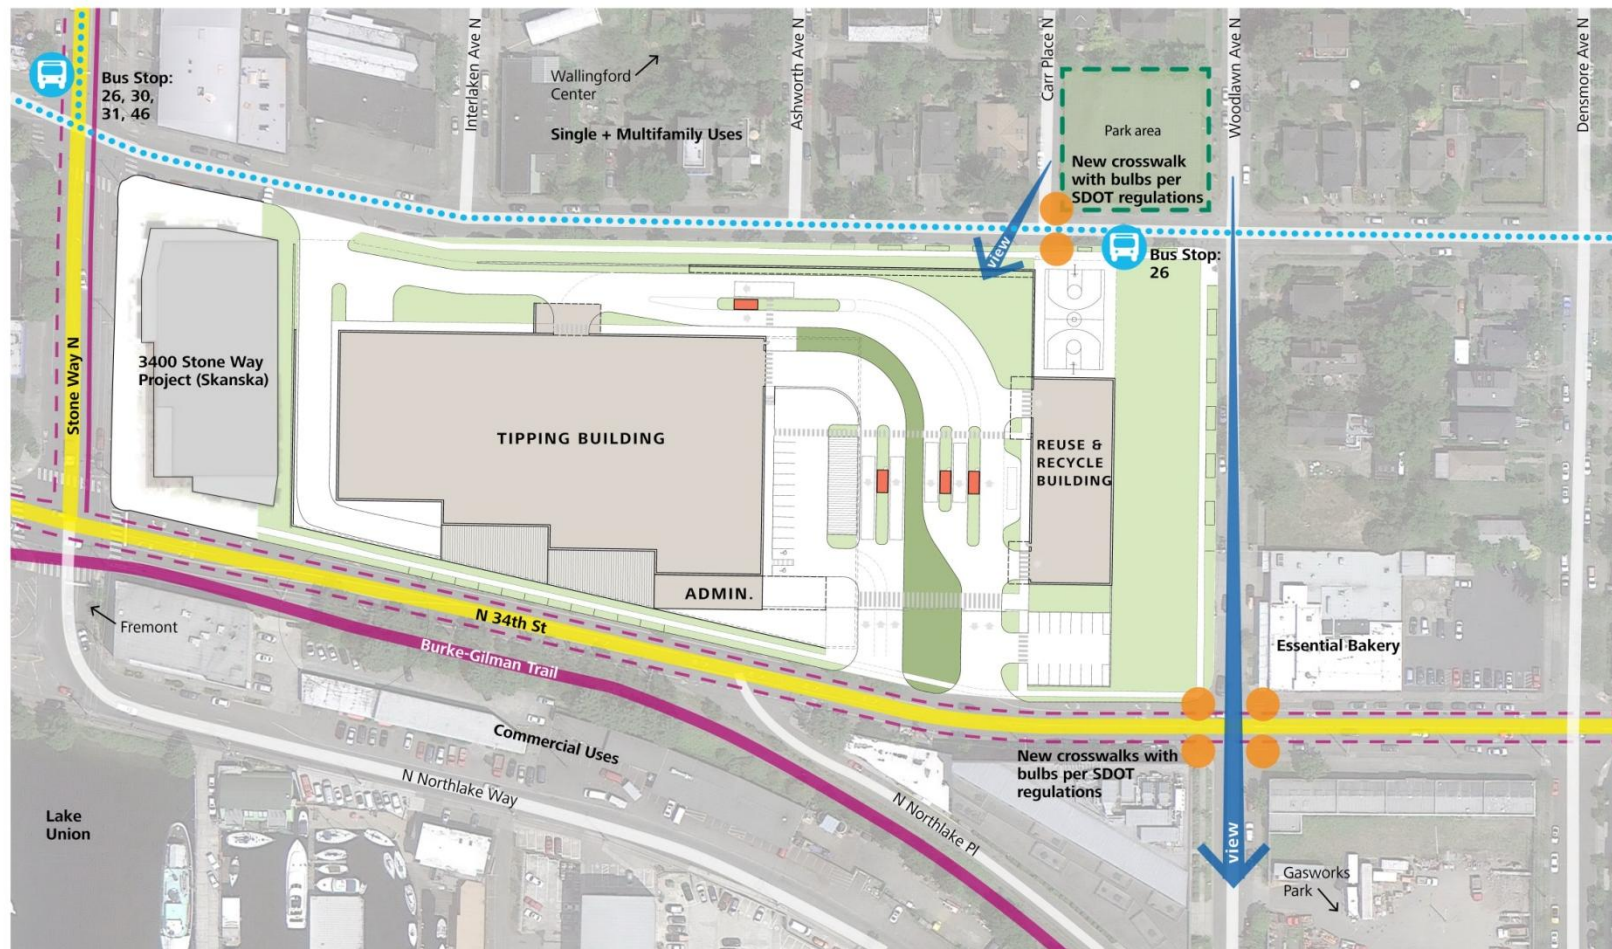 Bus Stop:
26, 30,
31, 46
Interlaken Ave N
Wallingford
Center
Single + Multifamily Uses
Ashworth Ave N
Carr Place N
Park area
New crosswalk
with bulbs per
SDOT regulations
Woodlawn Ave N
Densmore Ave N
view
Bus Stop:
26
Stone Way N
3400 Stone Way
Project (Skanska)
TIPPING BUILDING
REUSE &
RECYCLE
BUILDING
ADMIN.
Fremont
N 34th St
Burke-Gilman Trail
Essential Bakery
Commercial Uses
N Northlake Way
New crosswalks with
bulbs per SDOT
regulations
N Northlake Pl
Lake
Union
view
Gasworks
Park